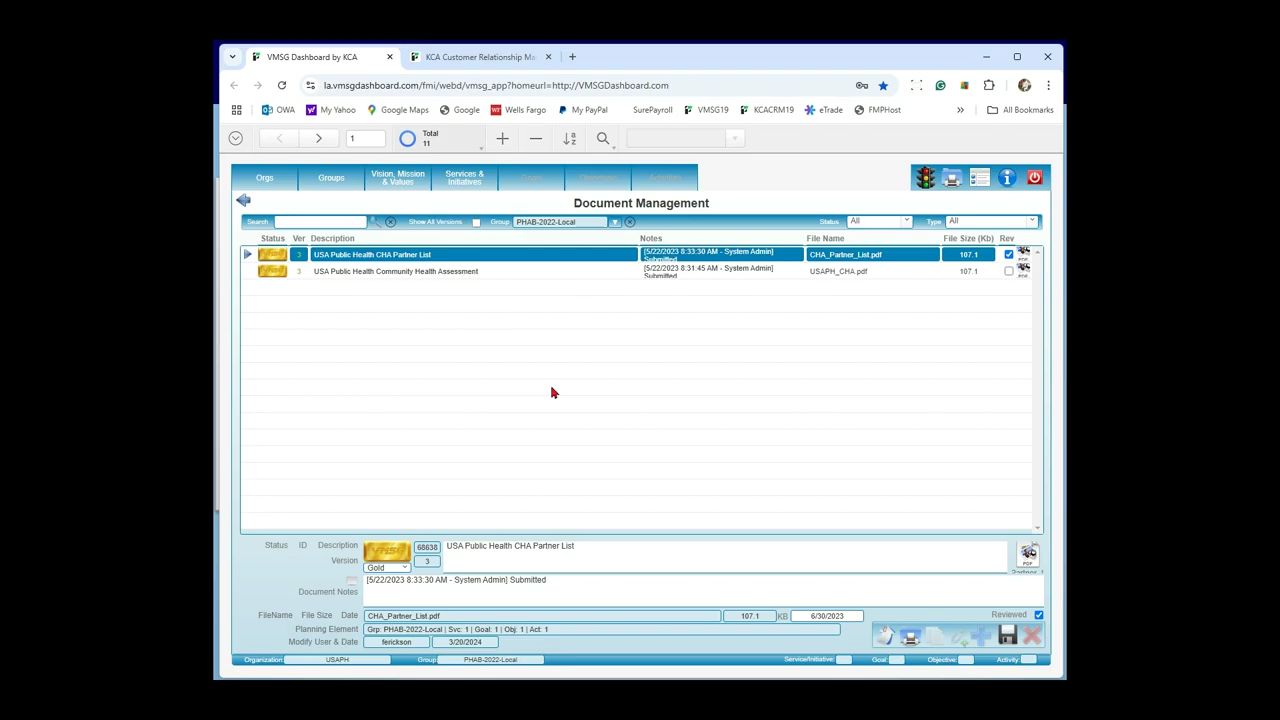 VMSG Dashboard by KCA
KCA Customer Relationship Ma
la.vmsgdashboard.com/fmi/webd/vmsg_app?homeurl=http://VMSGDashboard.com
OWA My Yahoo Google Maps Google Wells Fargo My PayPal SurePayroll VMSG19 KCACRM19 eTrade FMPHost » All Bookmarks
1 Total
11
Orgs Groups Vision, Mission & Values Services & Initiatives
Document Management
Search Show All Versions Group PHAB-2022-Local Status All Type All
Status Ver Description Notes File Name File Size (Kb) Rev
3 USA Public Health CHA Partner List [5/22/2023 8:33:30 AM - System Admin] Submitted CHA_Partner_List.pdf 107.1
3 USA Public Health Community Health Assessment [5/22/2023 8:31:45 AM - System Admin] Submitted USAPH_CHA.pdf 107.1
Status ID Description VMSG 68638 USA Public Health CHA Partner List
Version Gold 3 PDF
[5/22/2023 8:33:30 AM - System Admin] Submitted
Document Notes
FileName File Size Date CHA_Partner_List.pdf 107.1 KB 6/30/2023 Reviewed
Planning Element Grp: PHAB-2022-Local | Svc: 1 | Goal: 1 | Obj: 1 | Act: 1
Modify User & Date ferickson 3/20/2024
Organization: USAPH Group: PHAB-2022-Local Service/Initiative: Goal: Objective: Activity: